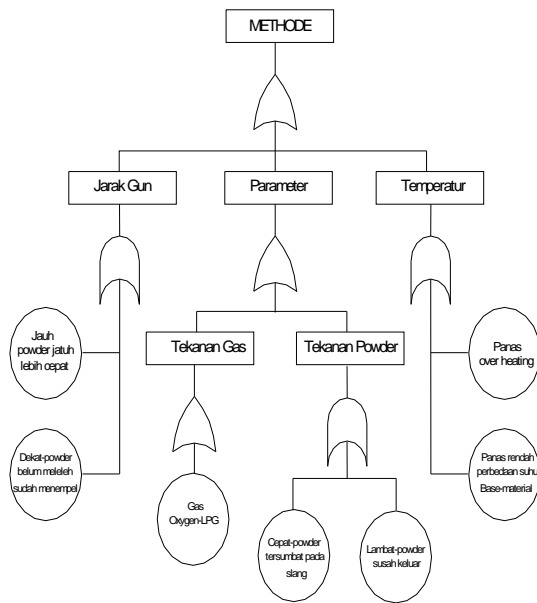 METHODE
Jarak Gun
Parameter
Temperatur
Jauh
powder jatuh
lebih cepat
Tekanan Gas
Tekanan Powder
Panas
over heating
Dekat-powder
belum meleleh
sudah menempel
Gas
Oxygen-LPG
Cepat-powder
tersumbat pada
slang
Lambat-powder
susah keluar
Panas rendah
perbedaan suhu
Base-material